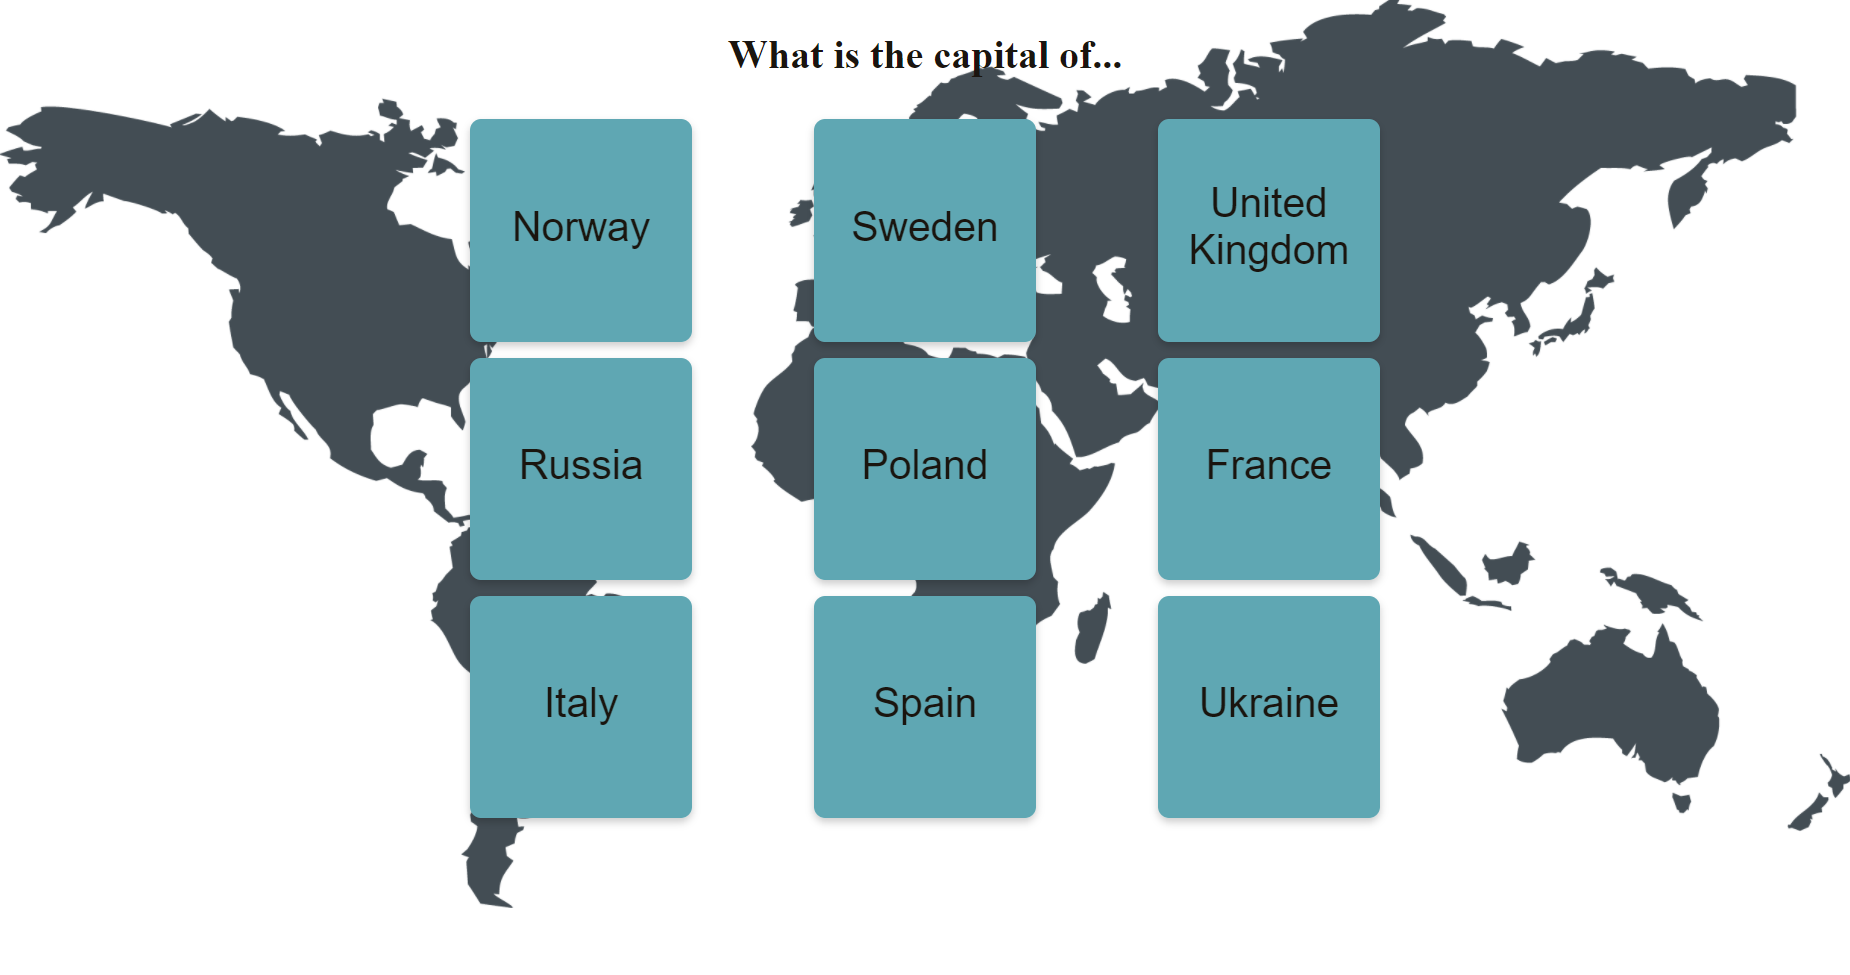 What is the capital of...
Norway
Sweden
United
Kingdom
Russia
Poland
France
Italy
Spain
Ukraine